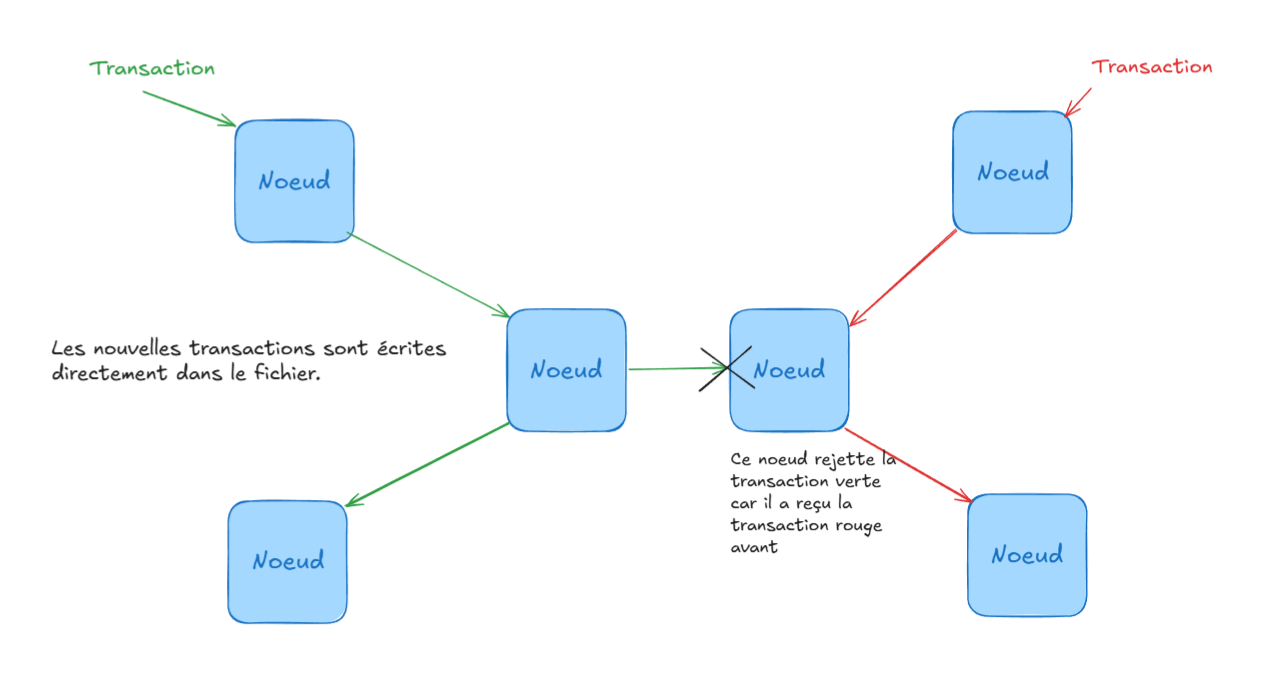 Transaction
Transaction
Noeud
Noeud
Les nouvelles transactions sont écrites
directement dans le fichier.
Noeud
Noeud
Ce noeud rejette la
transaction verte
car il a reçu la
transaction rouge
avant
Noeud
Noeud